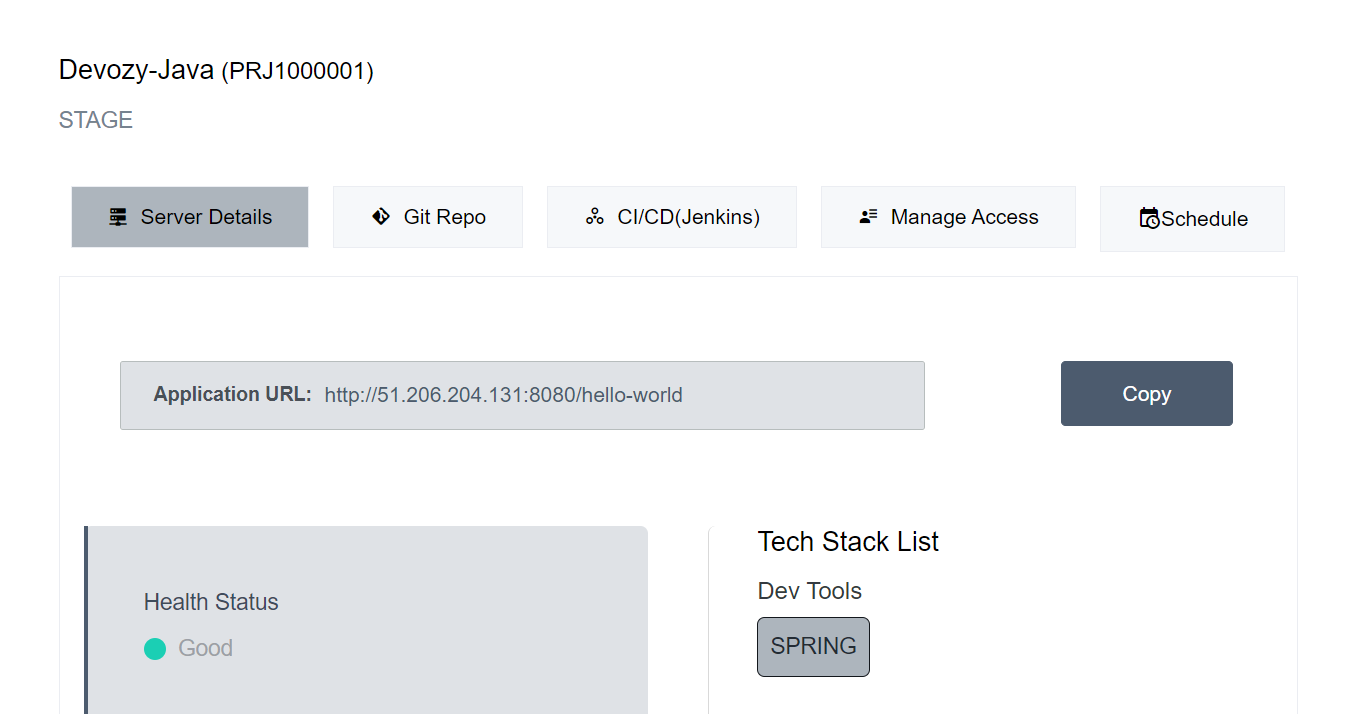 Devozy-Java (PRJ1000001)
STAGE
Server Details Git Repo CI/CD(Jenkins) Manage Access Schedule
Application URL: http://51.206.204.131:8080/hello-world Copy
Tech Stack List
Dev Tools
Health Status
SPRING
Good